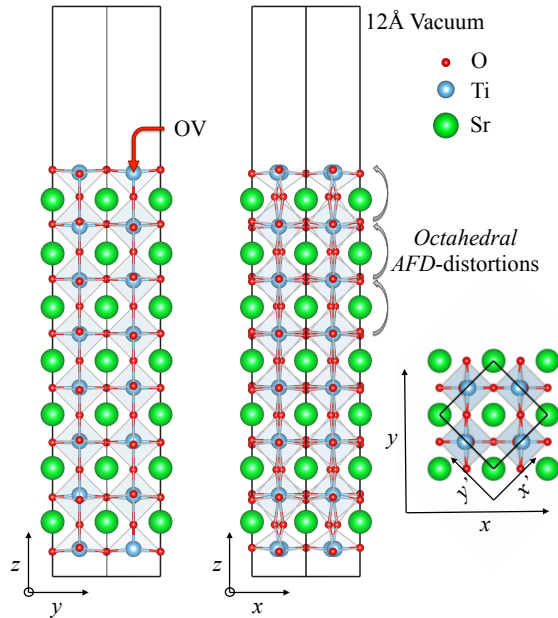 12Å Vacuum
O
Ti
Sr
OV
Octahedral
AFD-distortions
y
y'
x'
x
z
y
z
x